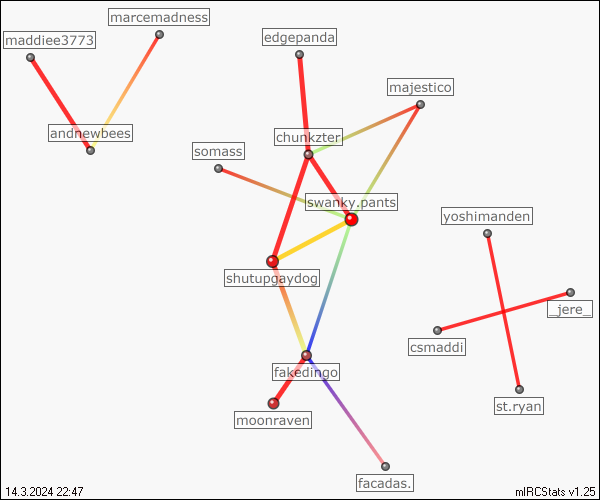 marcemadness
maddiee3773
edgepanda
majestico
andnewbees
chunkzter
somass
swanky.pants
yoshimanden
shutupgaydog
_jere_
csmaddi
fakedingo
st.ryan
moonraven
facadas.
14.3.2024 22:47
mIRCStats v1.25